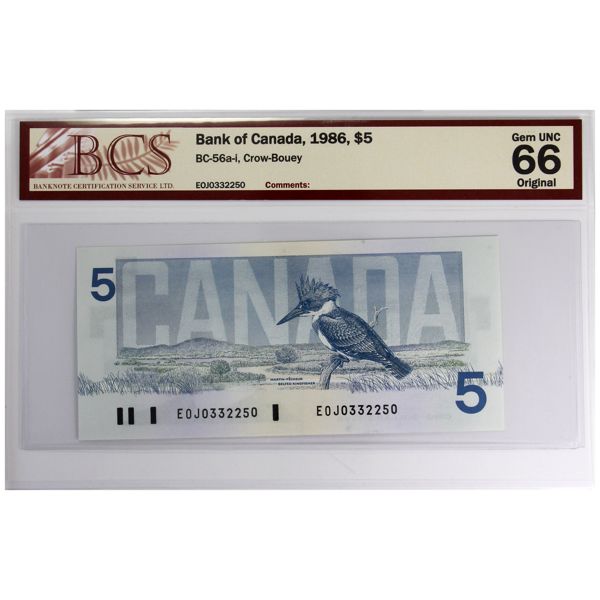 BCS
BANKNOTE CERTIFICATION SERVICE LTD.
Bank of Canada, 1986, $5
BC-56a-i, Crow-Bouey
EOJ0332250 Comments:
Gem UNC
66
Original
5
CANADA
MARTIN-PÊCHEUR
BELTED KINGFISHER
5
EOJ0332250 EOJ0332250